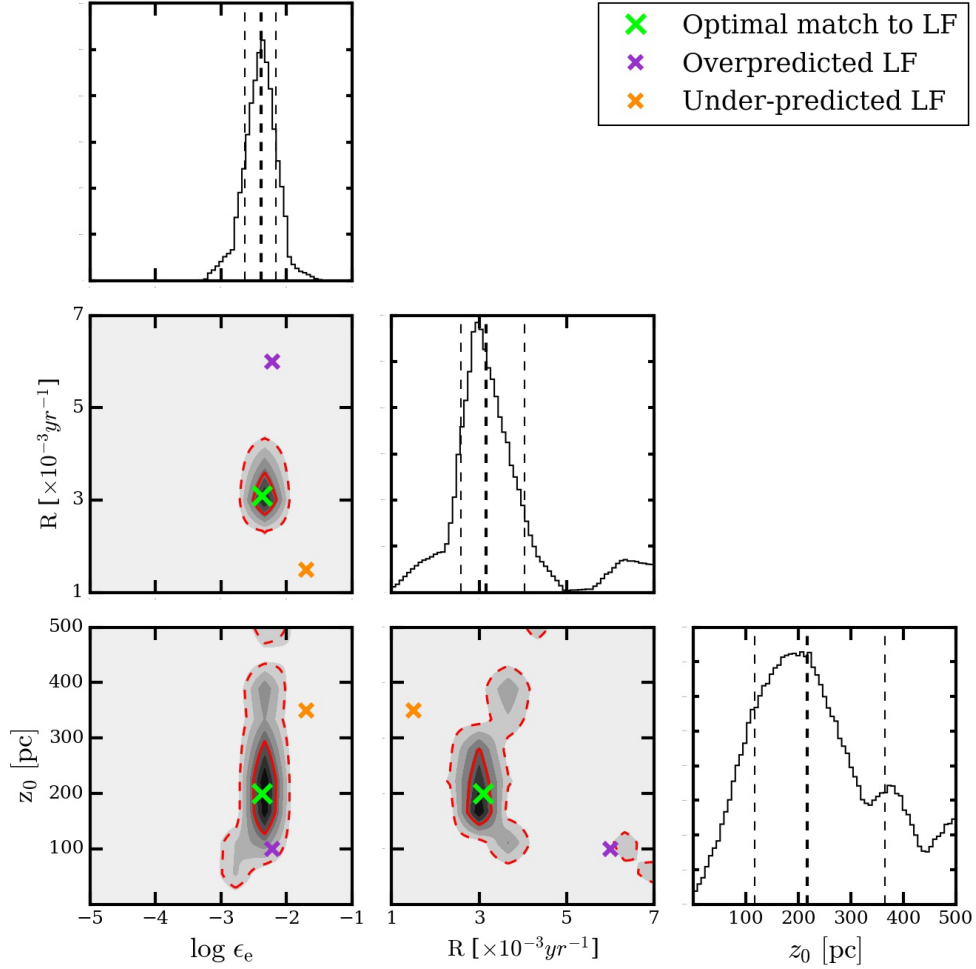 Optimal match to LF
Overpredicted LF
Under-predicted LF
7
5
3
1
R [×10⁻³yr⁻¹]
500
400
300
200
100
z₀ [pc]
-5 -4 -3 -2 -1
log ϵₑ
1 3 5 7
R [×10⁻³yr⁻¹]
100 200 300 400 500
z₀ [pc]